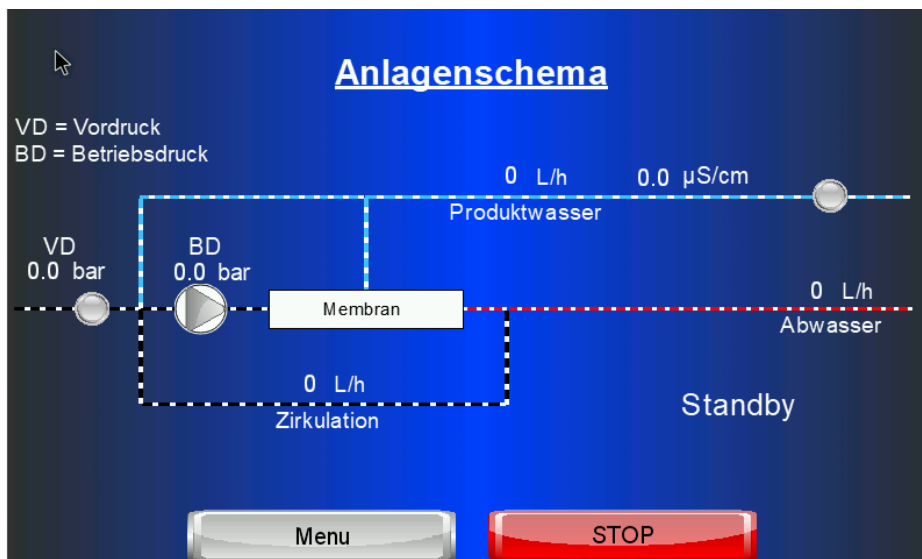 Anlagenschema
VD = Vordruck
BD = Betriebsdruck
0 L/h 0.0 µS/cm
Produktwasser
VD
0.0 bar
BD
0.0 bar
Membran
0 L/h
Abwasser
0 L/h
Zirkulation
Standby
Menu
STOP